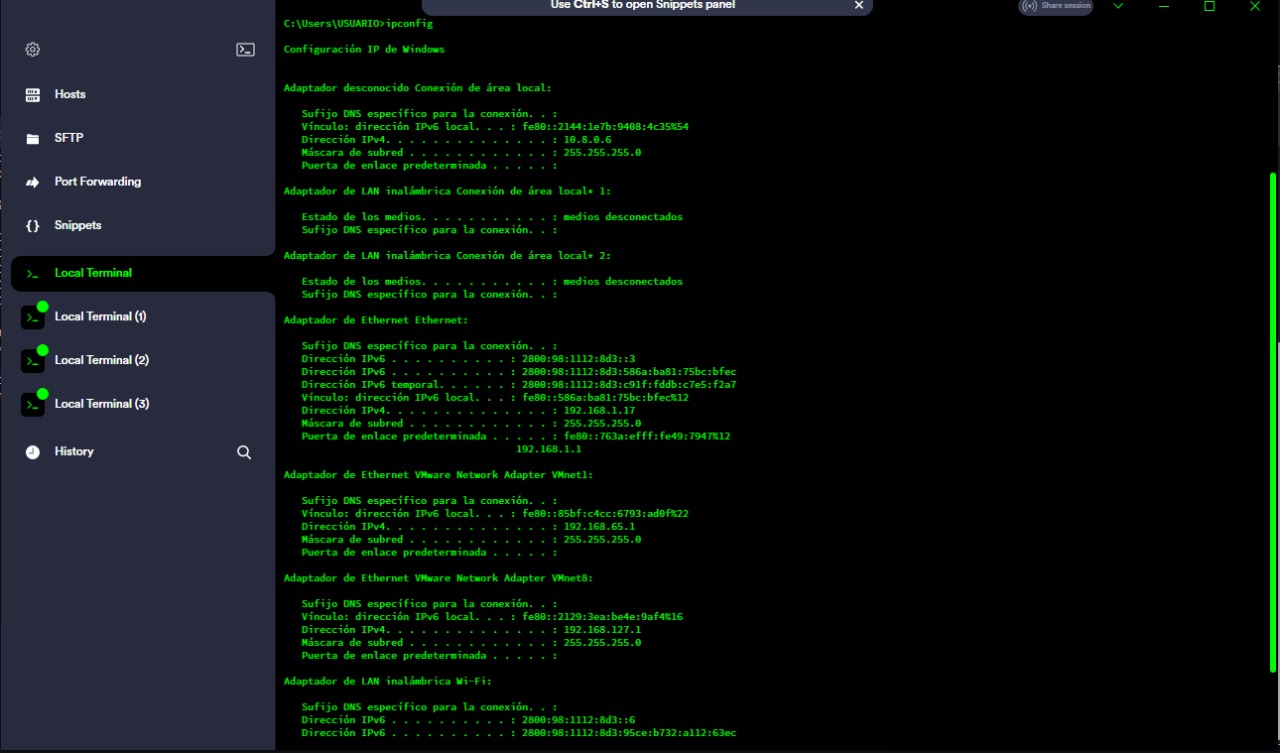 Use Ctrl+S to open Snippets panel
Share session
Hosts
SFTP
Port Forwarding
Snippets
Local Terminal
Local Terminal (1)
Local Terminal (2)
Local Terminal (3)
History
C:\Users\USUARIO>ipconfig
Configuración IP de Windows
Adaptador desconocido Conexión de área local:
Sufijo DNS específico para la conexión. . :
Vínculo: dirección IPv6 local. . . : fe80::2144:1e7b:9408:4c35%54
Dirección IPv4. . . . . . . . . . . . . . : 10.8.0.6
Máscara de subred . . . . . . . . . . . . : 255.255.255.0
Puerta de enlace predeterminada . . . . . :
Adaptador de LAN inalámbrica Conexión de área local* 1:
Estado de los medios. . . . . . . . . . . : medios desconectados
Sufijo DNS específico para la conexión. . :
Adaptador de LAN inalámbrica Conexión de área local* 2:
Estado de los medios. . . . . . . . . . . : medios desconectados
Sufijo DNS específico para la conexión. . :
Adaptador de Ethernet Ethernet:
Sufijo DNS específico para la conexión. . :
Dirección IPv6 . . . . . . . . . . : 2800:98:1112:8d3::3
Dirección IPv6 . . . . . . . . . . : 2800:98:1112:8d3:586a:ba81:75bc:bfec
Dirección IPv6 temporal. . . . . . : 2800:98:1112:8d3:c91f:fddb:c7e5:f2a7
Vínculo: dirección IPv6 local. . . : fe80::586a:ba81:75bc:bfec%12
Dirección IPv4. . . . . . . . . . . . . . : 192.168.1.17
Máscara de subred . . . . . . . . . . . . : 255.255.255.0
Puerta de enlace predeterminada . . . . . : fe80::763a:efff:fe49:7947%12
192.168.1.1
Adaptador de Ethernet VMware Network Adapter VMnet1:
Sufijo DNS específico para la conexión. . :
Vínculo: dirección IPv6 local. . . : fe80::85bf:c4cc:6793:ad0f%22
Dirección IPv4. . . . . . . . . . . . . . : 192.168.65.1
Máscara de subred . . . . . . . . . . . . : 255.255.255.0
Puerta de enlace predeterminada . . . . . :
Adaptador de Ethernet VMware Network Adapter VMnet8:
Sufijo DNS específico para la conexión. . :
Vínculo: dirección IPv6 local. . . : fe80::2129:3ea:be4e:9af4%16
Dirección IPv4. . . . . . . . . . . . . . : 192.168.127.1
Máscara de subred . . . . . . . . . . . . : 255.255.255.0
Puerta de enlace predeterminada . . . . . :
Adaptador de LAN inalámbrica Wi-Fi:
Sufijo DNS específico para la conexión. . :
Dirección IPv6 . . . . . . . . . . : 2800:98:1112:8d3::6
Dirección IPv6 . . . . . . . . . . : 2800:98:1112:8d3:95ce:b732:a112:63ec